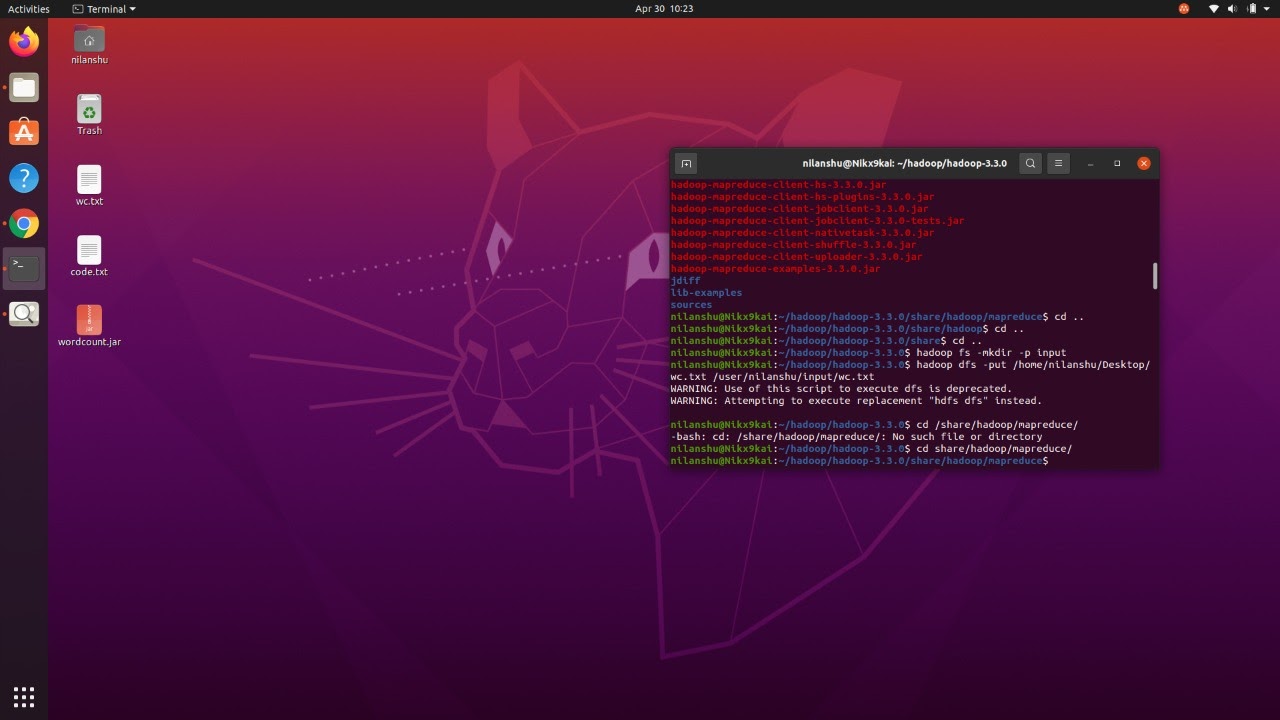 Activities
Terminal
Apr 30 10:23
nilanshu
Trash
wc.txt
code.txt
jar
wordcount.jar
nilanshu@Nikx9kai: ~/hadoop/hadoop-3.3.0
hadoop-mapreduce-client-hs-3.3.0.jar
hadoop-mapreduce-client-hs-plugins-3.3.0.jar
hadoop-mapreduce-client-jobclient-3.3.0.jar
hadoop-mapreduce-client-jobclient-3.3.0-tests.jar
hadoop-mapreduce-client-nativetask-3.3.0.jar
hadoop-mapreduce-client-shuffle-3.3.0.jar
hadoop-mapreduce-client-uploader-3.3.0.jar
hadoop-mapreduce-examples-3.3.0.jar
jdiff
lib-examples
sources
nilanshu@Nikx9kai:~/hadoop/hadoop-3.3.0/share/hadoop/mapreduce$ cd ..
nilanshu@Nikx9kai:~/hadoop/hadoop-3.3.0/share/hadoop$ cd ..
nilanshu@Nikx9kai:~/hadoop/hadoop-3.3.0/share$ cd ..
nilanshu@Nikx9kai:~/hadoop/hadoop-3.3.0$ hadoop fs -mkdir -p input
nilanshu@Nikx9kai:~/hadoop/hadoop-3.3.0$ hadoop dfs -put /home/nilanshu/Desktop/
wc.txt /user/nilanshu/input/wc.txt
WARNING: Use of this script to execute dfs is deprecated.
WARNING: Attempting to execute replacement "hdfs dfs" instead.
nilanshu@Nikx9kai:~/hadoop/hadoop-3.3.0$ cd /share/hadoop/mapreduce/
-bash: cd: /share/hadoop/mapreduce/: No such file or directory
nilanshu@Nikx9kai:~/hadoop/hadoop-3.3.0$ cd share/hadoop/mapreduce/
nilanshu@Nikx9kai:~/hadoop/hadoop-3.3.0/share/hadoop/mapreduce$